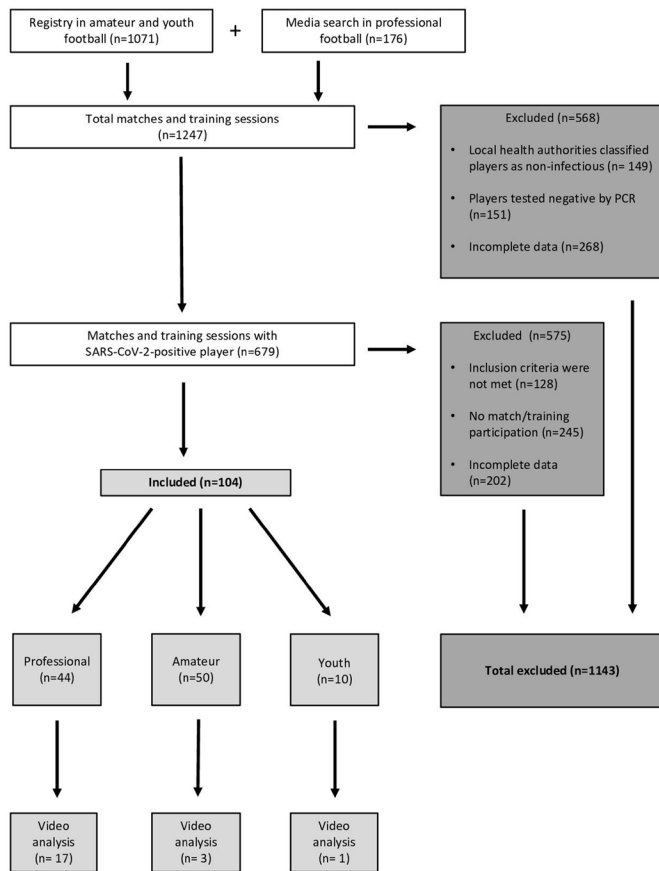 Registry in amateur and youth
football (n=1071)
+
Media search in professional
football (n=176)
Total matches and training sessions
(n=1247)
Excluded (n=568)
• Local health authorities classified
players as non-infectious (n= 149)
• Players tested negative by PCR
(n=151)
• Incomplete data (n=268)
Matches and training sessions with
SARS-CoV-2-positive player (n=679)
Excluded (n=575)
• Inclusion criteria were
not met (n=128)
• No match/training
participation (n=245)
• Incomplete data
(n=202)
Included (n=104)
Professional
(n=44)
Amateur
(n=50)
Youth
(n=10)
Total excluded (n=1143)
Video
analysis
(n= 17)
Video
analysis
(n= 3)
Video
analysis
(n= 1)